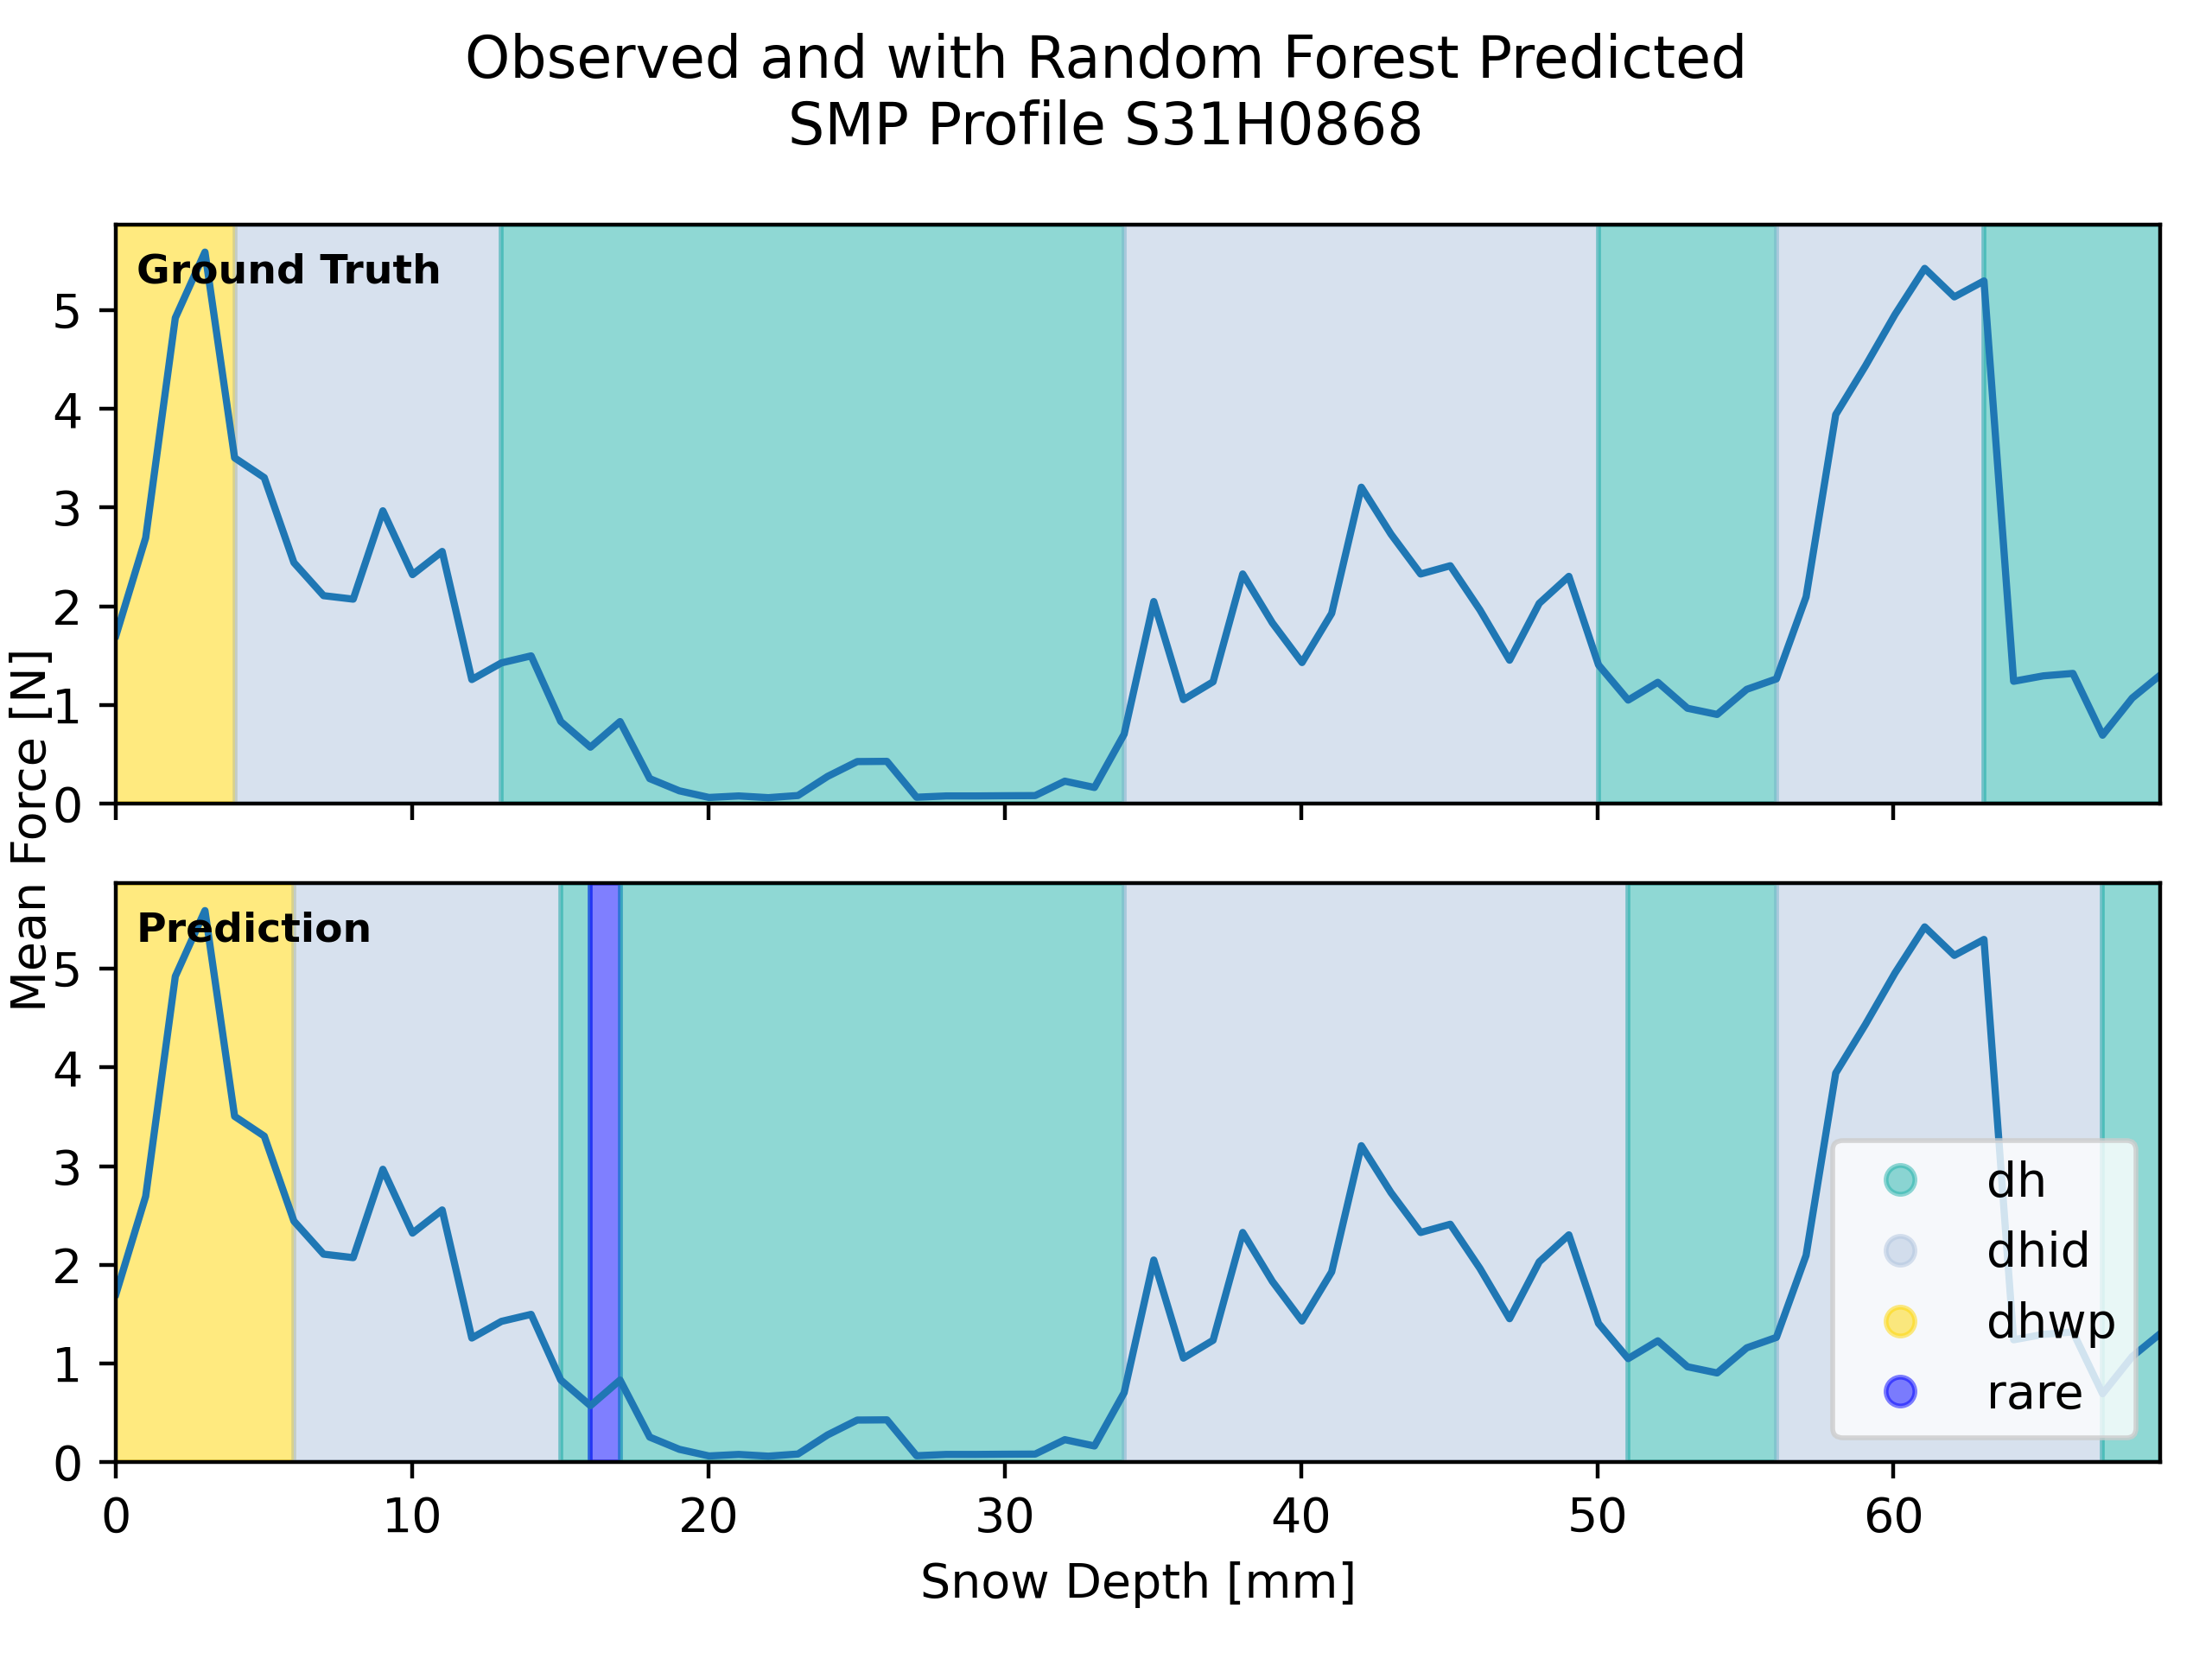 Observed and with Random Forest Predicted
SMP Profile S31H0868
Ground Truth
5
4
3
2
1
0
Mean Force [N]
Prediction
5
4
3
2
1
0
dh
dhid
dhwp
rare
0 10 20 30 40 50 60
Snow Depth [mm]